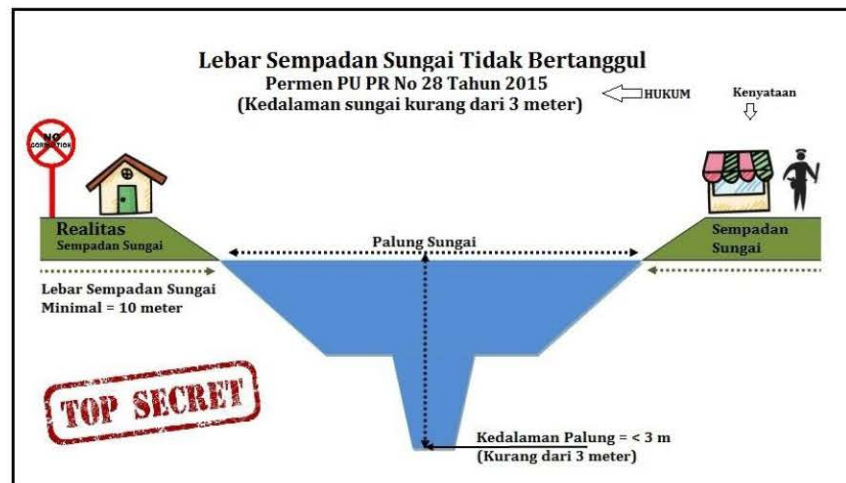 Lebar Sempadan Sungai Tidak Bertanggul
Permen PU PR No 28 Tahun 2015
(Kedalaman sungai kurang dari 3 meter)
HUKUM
Kenyataan
NO
CORRUPTION
Realitas
Sempadan Sungai
Palung Sungai
Sempadan
Sungai
Lebar Sempadan Sungai
Minimal = 10 meter
TOP SECRET
Kedalaman Palung = < 3 m
(Kurang dari 3 meter)